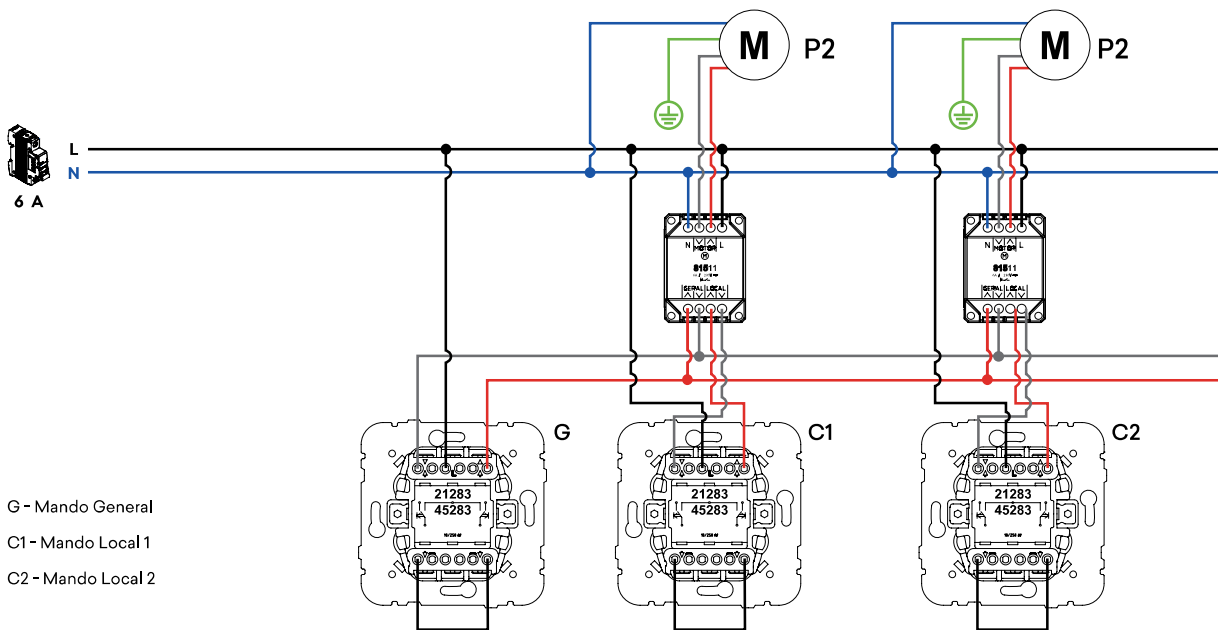 M P2 M P2
L
N
6 A
N MOTOR L
M
81511
GERAL LOCAL
N MOTOR L
M
81511
GERAL LOCAL
G C1 C2
L
21283
45283
L
21283
45283
L
21283
45283
G - Mando General
C1 - Mando Local 1
C2 - Mando Local 2